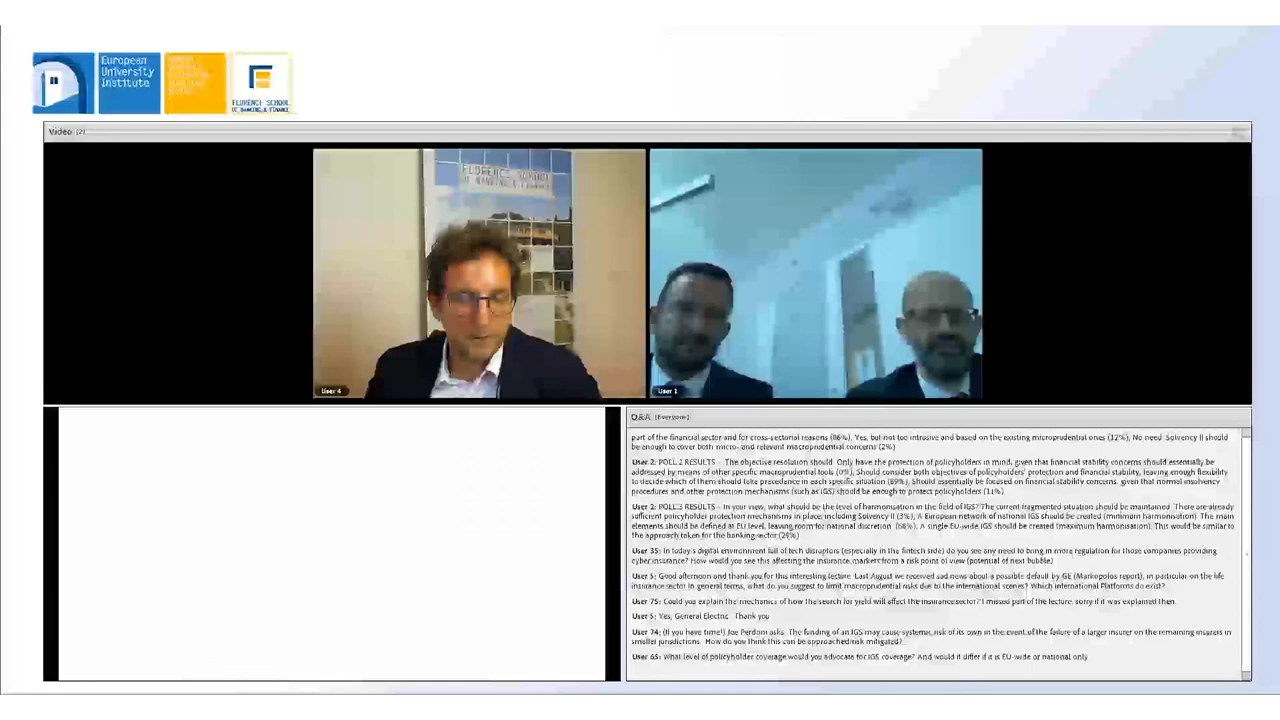 European
University
Institute
FLORENCE SCHOOL
OF BANKING & FINANCE
Video (2)
FLORENCE SCHOOL
OF BANKING & FINANCE
User 4
User 1
Q&A (Everyone)
part of the financial sector and for cross-sectorial reasons (86%), Yes, but not too intrusive and based on the existing microprudential ones (12%), No need. Solvency II should
be enough to cover both micro- and relevant macroprudential concerns (2%)
User 2: POLL 2 RESULTS - The objective resolution should: Only have the protection of policyholders in mind, given that financial stability concerns should essentially be
addressed by means of other specific macroprudential tools (0%), Should consider both objectives of policyholders' protection and financial stability, leaving enough flexibility
to decide which of them should take precedence in each specific situation (89%), Should essentially be focused on financial stability concerns, given that normal insolvency
procedures and other protection mechanisms (such as IGS) should be enough to protect policyholders (11%)
User 2: POLL 3 RESULTS - In your view, what should be the level of harmonisation in the field of IGS? The current fragmented situation should be maintained. There are already
sufficient policyholder protection mechanisms in place, including Solvency II (3%), A European network of national IGS should be created (minimum harmonisation). The main
elements should be defined at EU level, leaving room for national discretion. (68%), A single EU-wide IGS should be created (maximum harmonisation). This would be similar to
the approach taken for the banking sector (29%)
User 35: In today's digital environment full of tech disruptors (especially in the fintech side) do you see any need to bring in more regulation for those companies providing
cyber insurance? How would you see this affecting the insurance markets from a risk point of view (potential of next bubble)
User 5: Good afternoon and thank you for this interesting lecture. Last August we received sad news about a possible default by GE (Markopolos report), in particular on the life
insurance sector. In general terms, what do you suggest to limit macroprudential risks due to the international scenes? Which international Platforms do exist?
User 75: Could you explain the mechanics of how the search for yield will affect the insurance sector? I missed part of the lecture, sorry if it was explained then.
User 5: Yes, General Electric. Thank you
User 74: (If you have time!) Joe Perdom asks: The funding of an IGS may cause systemic risk of its own in the event of the failure of a larger insurer on the remaining insurers in
smaller jurisdictions. How do you think this can be approached/risk mitigated?
User 65: What level of policyholder coverage would you advocate for IGS coverage? And would it differ if it is EU-wide or national only